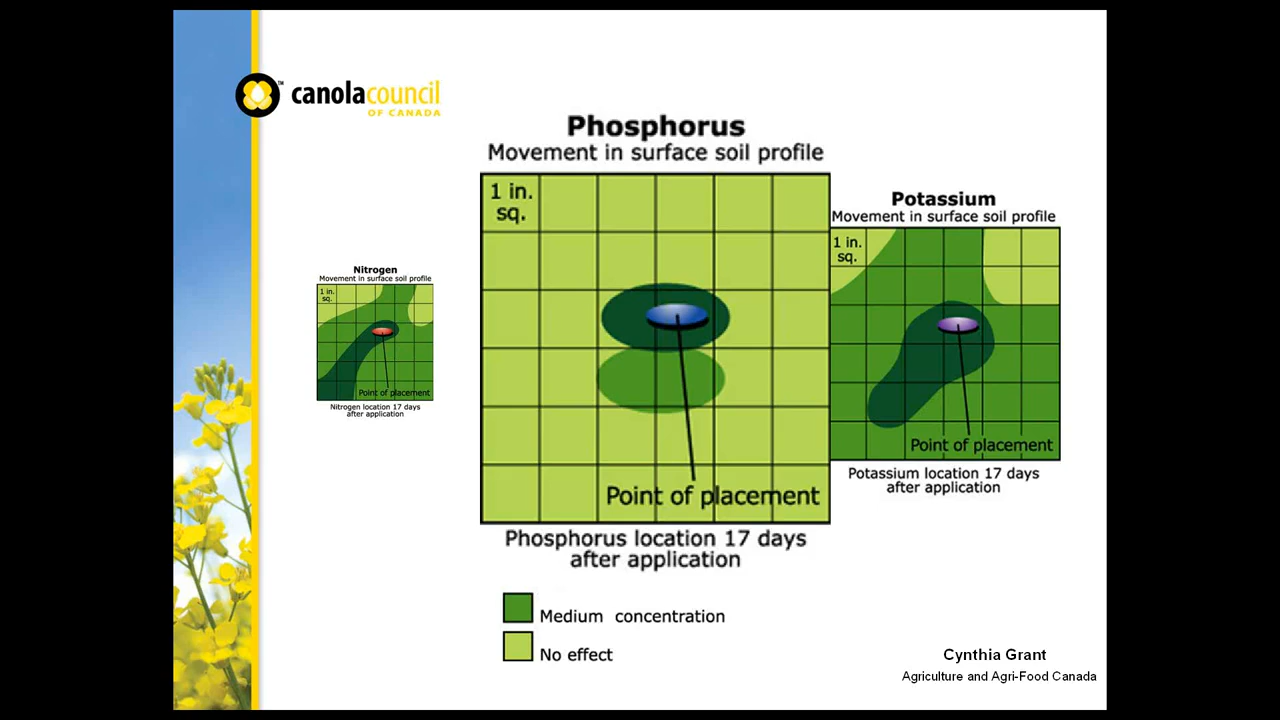 ™
canolacouncil
OF CANADA
Phosphorus
Movement in surface soil profile
1 in.
sq.
Point of placement
Phosphorus location 17 days
after application
Nitrogen
Movement in surface soil profile
1 in.
sq.
Point of placement
Nitrogen location 17 days
after application
Potassium
Movement in surface soil profile
1 in.
sq.
Point of placement
Potassium location 17 days
after application
Medium concentration
No effect
Cynthia Grant
Agriculture and Agri-Food Canada